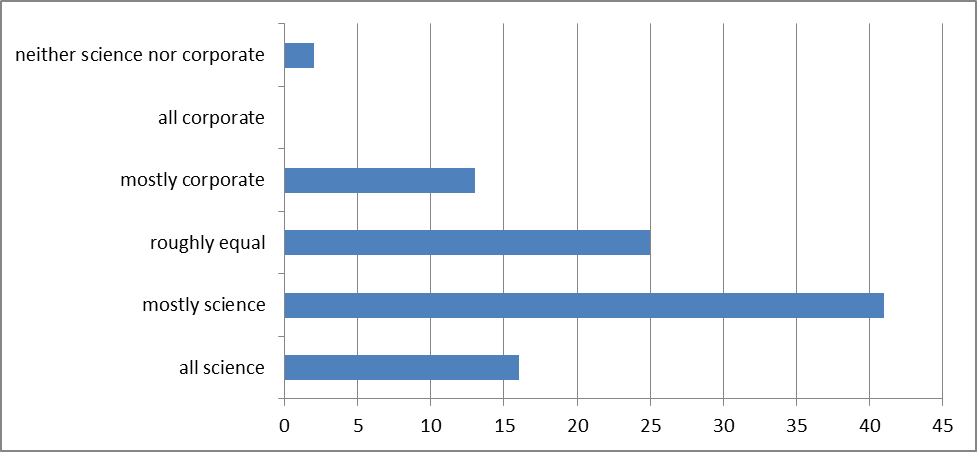 neither science nor corporate
all corporate
mostly corporate
roughly equal
mostly science
all science
0 5 10 15 20 25 30 35 40 45